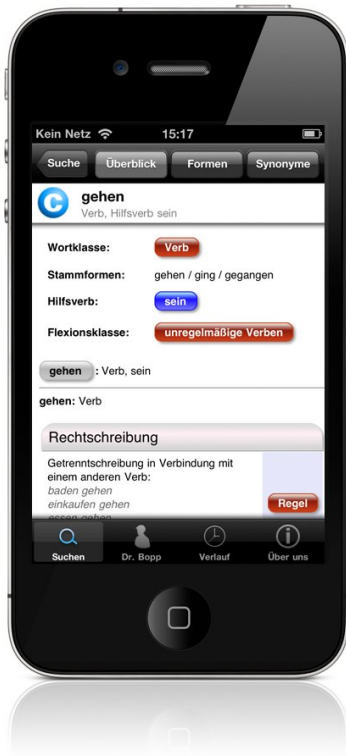 Kein Netz 15:17
Suche Überblick Formen Synonyme
C gehen
Verb, Hilfsverb sein
Wortklasse: Verb
Stammformen: gehen / ging / gegangen
Hilfsverb: sein
Flexionsklasse: unregelmäßige Verben
gehen : Verb, sein
gehen: Verb
Rechtschreibung
Getrenntschreibung in Verbindung mit
einem anderen Verb:
baden gehen
einkaufen gehen
Regel
essen gehen
Suchen Dr. Bopp Verlauf Über uns